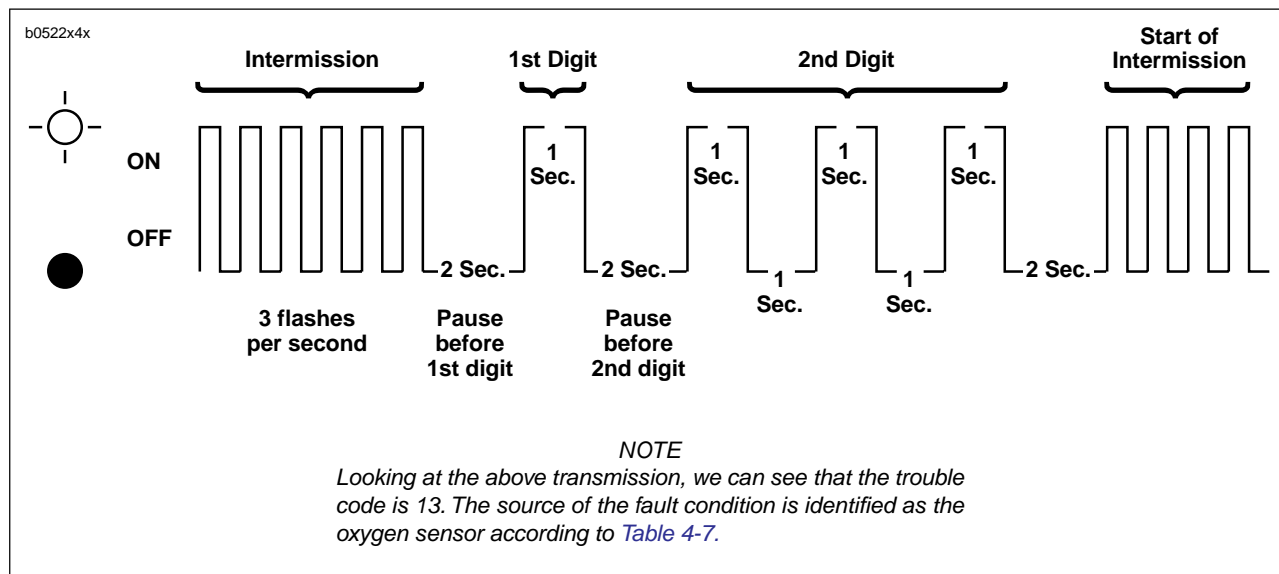 b0522x4x
Intermission
1st Digit
2nd Digit
Start of
Intermission
ON
OFF
1
Sec.
1
Sec.
1
Sec.
1
Sec.
2 Sec.
2 Sec.
1
Sec.
1
Sec.
2 Sec.
3 flashes
per second
Pause
before
1st digit
Pause
before
2nd digit
NOTE
Looking at the above transmission, we can see that the trouble
code is 13. The source of the fault condition is identified as the
oxygen sensor according to Table 4-7.